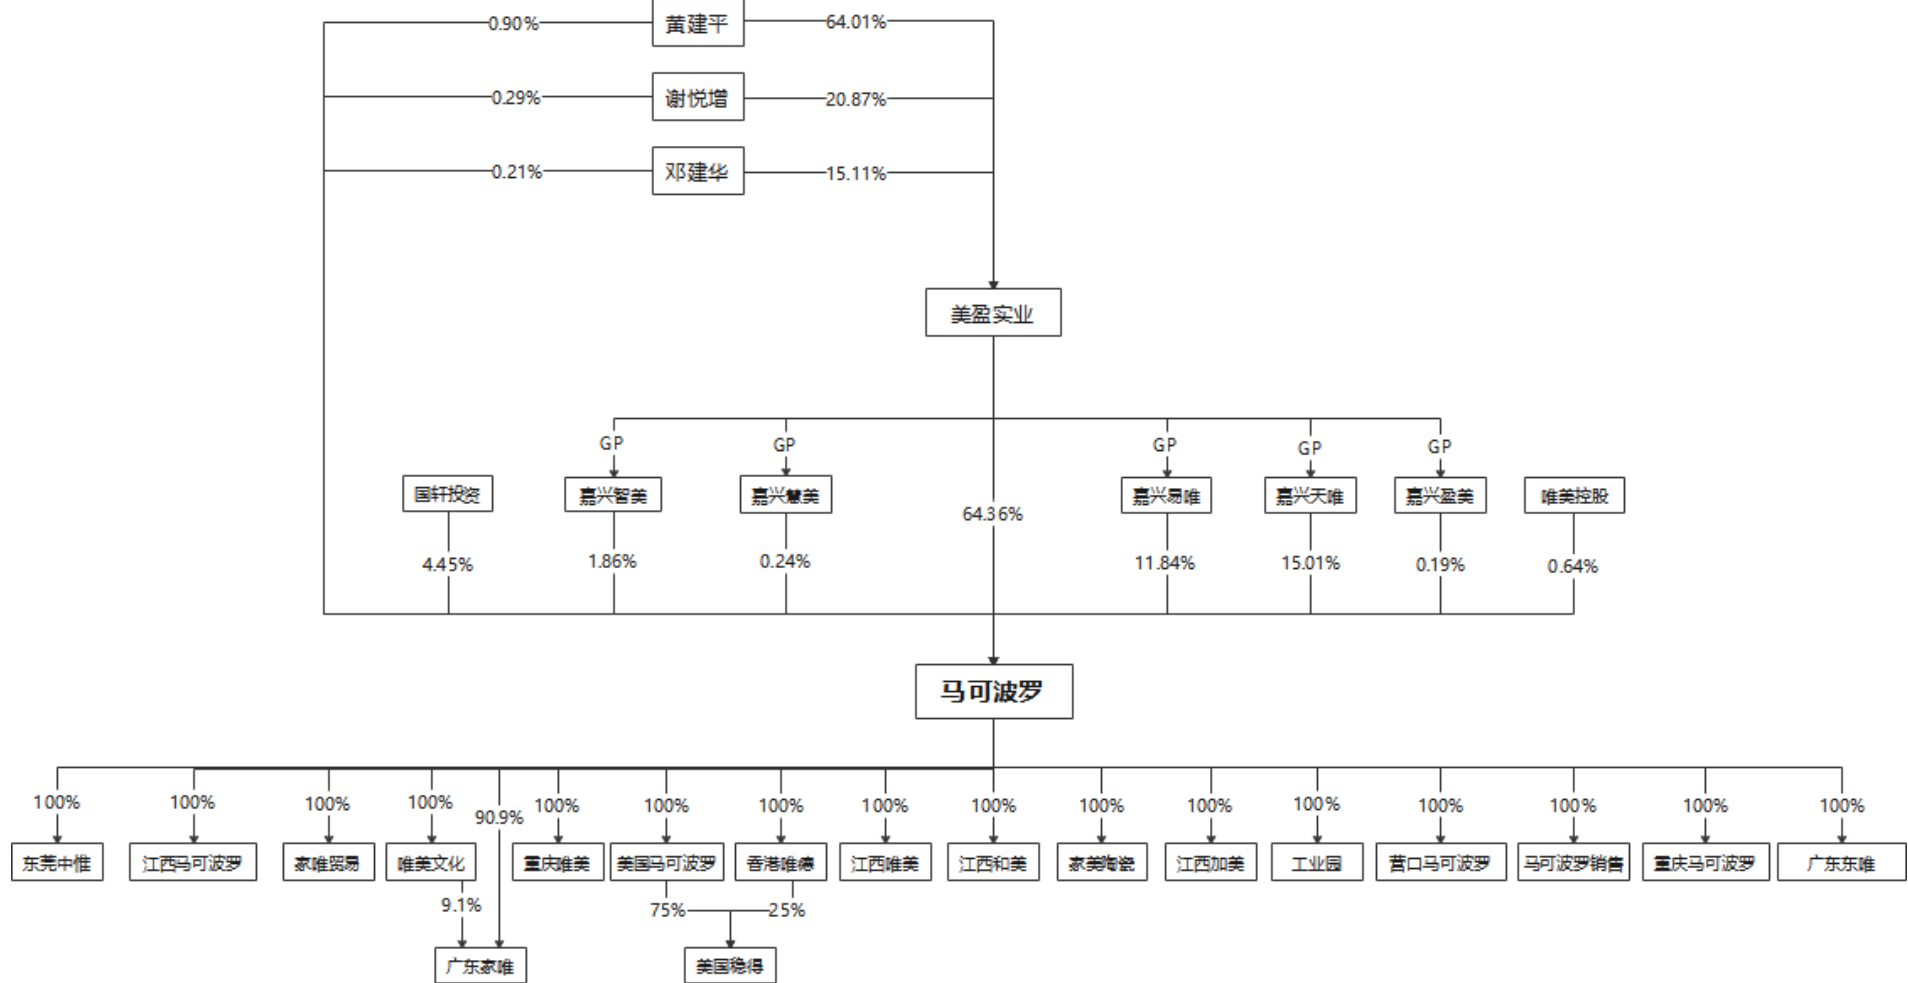 0.90%
黄建平
64.01%
0.29%
谢悦增
20.87%
0.21%
邓建华
15.11%
美盈实业
GP
GP
GP
GP
GP
国轩投资
嘉兴智美
嘉兴慧美
嘉兴易唯
嘉兴天唯
嘉兴盈美
唯美控股
64.36%
4.45%
1.86%
0.24%
11.84%
15.01%
0.19%
0.64%
马可波罗
100%
100%
100%
100%
90.9%
100%
100%
100%
100%
100%
100%
100%
100%
100%
100%
100%
100%
东莞中惟
江西马可波罗
家唯贸易
唯美文化
重庆唯美
美国马可波罗
香港唯德
江西唯美
江西和美
家美陶瓷
江西加美
工业园
营口马可波罗
马可波罗销售
重庆马可波罗
广东东唯
9.1%
75%
25%
广东家唯
美国稳得